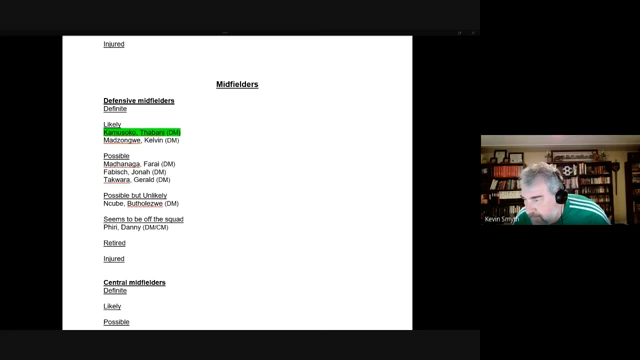 Injured
Midfielders
Defensive midfielders
Definite
Likely
Kamusoko, Thabani (DM)
Madzongwe, Kelvin (DM)
Possible
Madhanaga, Farai (DM)
Fabisch, Jonah (DM)
Takwara, Gerald (DM)
Possible but Unlikely
Ncube, Butholezwe (DM)
Seems to be off the squad
Phiri, Danny (DM/CM)
Retired
Injured
Central midfielders
Definite
Likely
Possible
Kevin Smyth